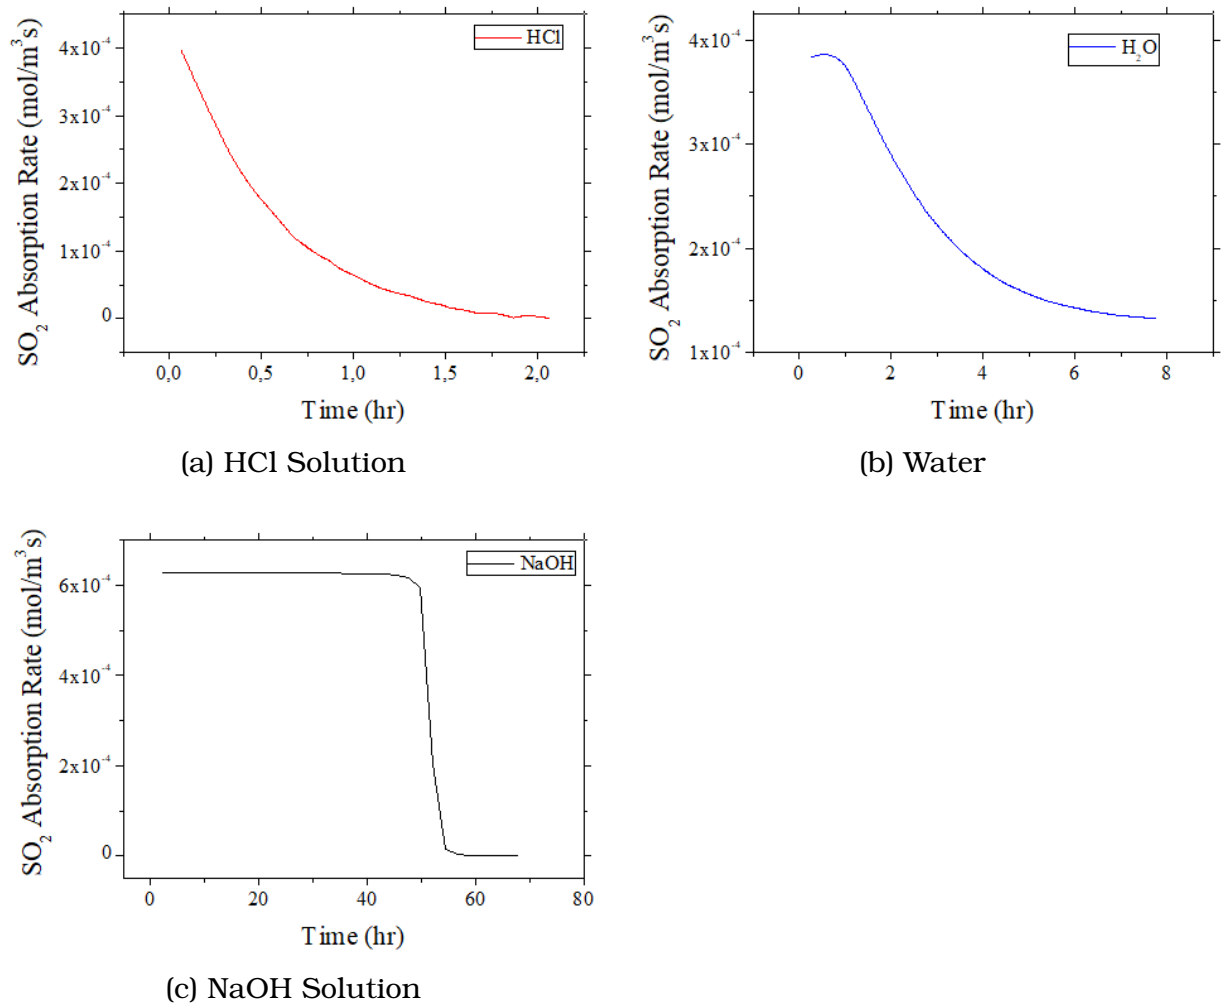 SO₂ Absorption Rate (mol/m³s)
HCl
4x10⁻⁴
3x10⁻⁴
2x10⁻⁴
1x10⁻⁴
0
0,0 0,5 1,0 1,5 2,0
Time (hr)
(a) HCl Solution
SO₂ Absorption Rate (mol/m³s)
H₂O
4x10⁻⁴
3x10⁻⁴
2x10⁻⁴
1x10⁻⁴
0 2 4 6 8
Time (hr)
(b) Water
SO₂ Absorption Rate (mol/m³s)
NaOH
6x10⁻⁴
4x10⁻⁴
2x10⁻⁴
0
0 20 40 60 80
Time (hr)
(c) NaOH Solution